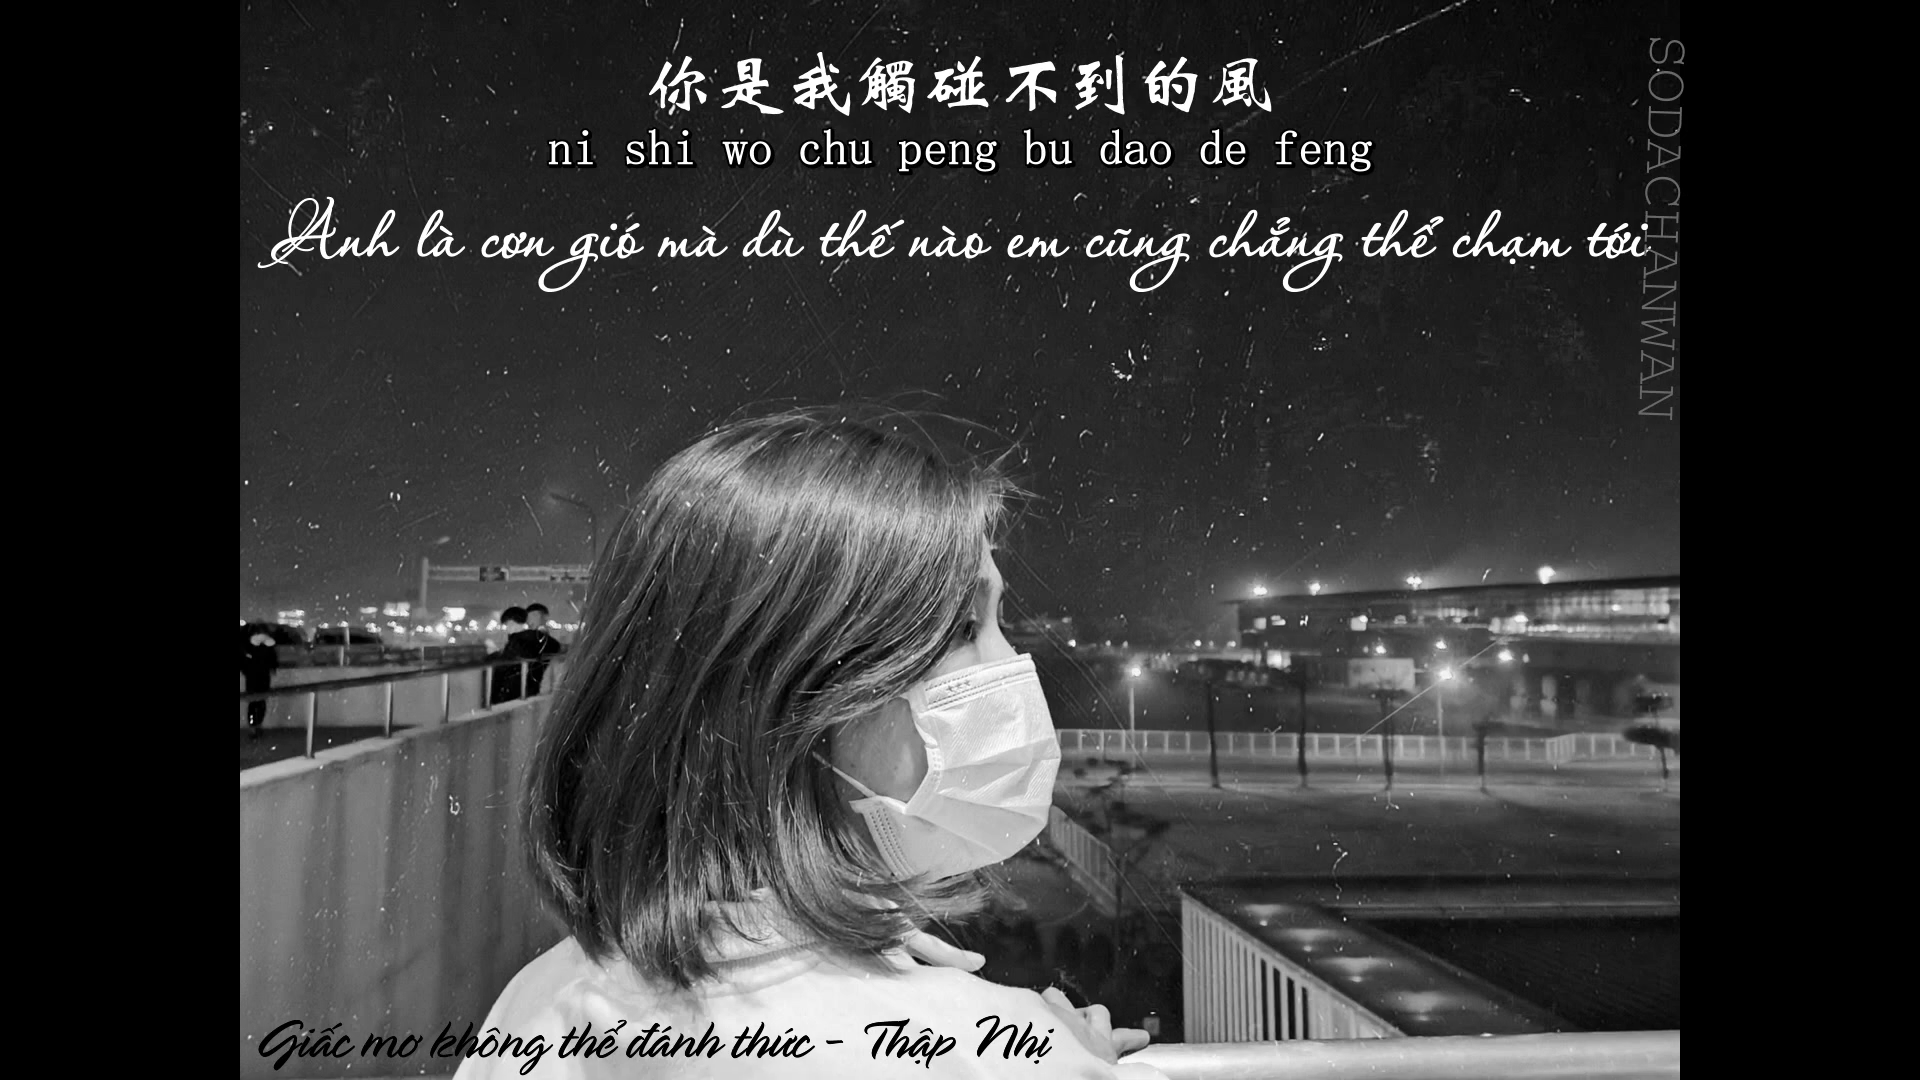 你是我觸碰不到的風
ni shi wo chu peng bu dao de feng
Anh là cơn gió mà dù thế nào em cũng chẳng thể chạm tới
SODACHANWAN
Giấc mơ không thể đánh thức - Thập Nhị